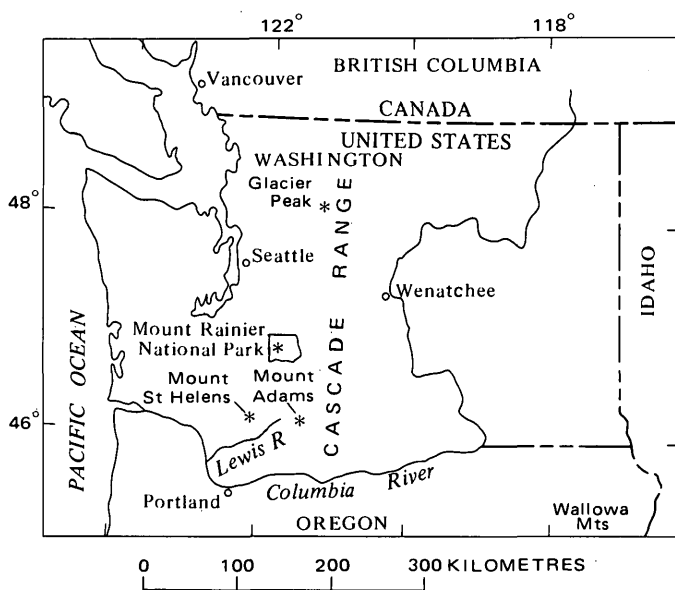 122° 118°
Vancouver
BRITISH COLUMBIA
CANADA
UNITED STATES
WASHINGTON
Glacier
Peak
48°
CASCADE RANGE
Seattle
Wenatchee
IDAHO
Mount Rainier
National Park
PACIFIC OCEAN
Mount
St Helens
Mount
Adams
46°
Lewis R
Columbia River
Portland
OREGON
Wallowa
Mts
0 100 200 300 KILOMETRES